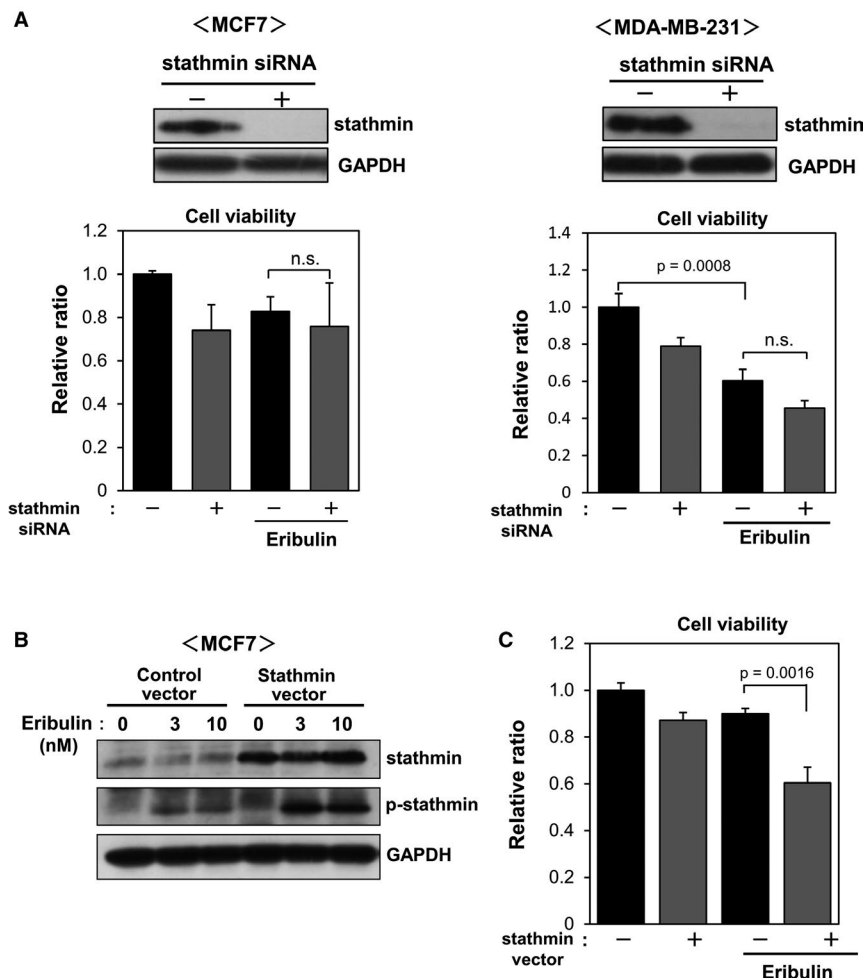 A
＜MCF7＞
stathmin siRNA
− +
stathmin
GAPDH
Cell viability
Relative ratio
1.2
1.0
0.8
0.6
0.4
0.2
0
n.s.
stathmin siRNA : − + − +
Eribulin
＜MDA-MB-231＞
stathmin siRNA
− +
stathmin
GAPDH
Cell viability
Relative ratio
1.4
1.2
1.0
0.8
0.6
0.4
0.2
0
p = 0.0008
n.s.
stathmin siRNA : − + − +
Eribulin
B
＜MCF7＞
Control vector
Stathmin vector
Eribulin (nM) : 0 3 10 0 3 10
stathmin
p-stathmin
GAPDH
C
Cell viability
Relative ratio
1.2
1.0
0.8
0.6
0.4
0.2
0
p = 0.0016
stathmin vector : − + − +
Eribulin